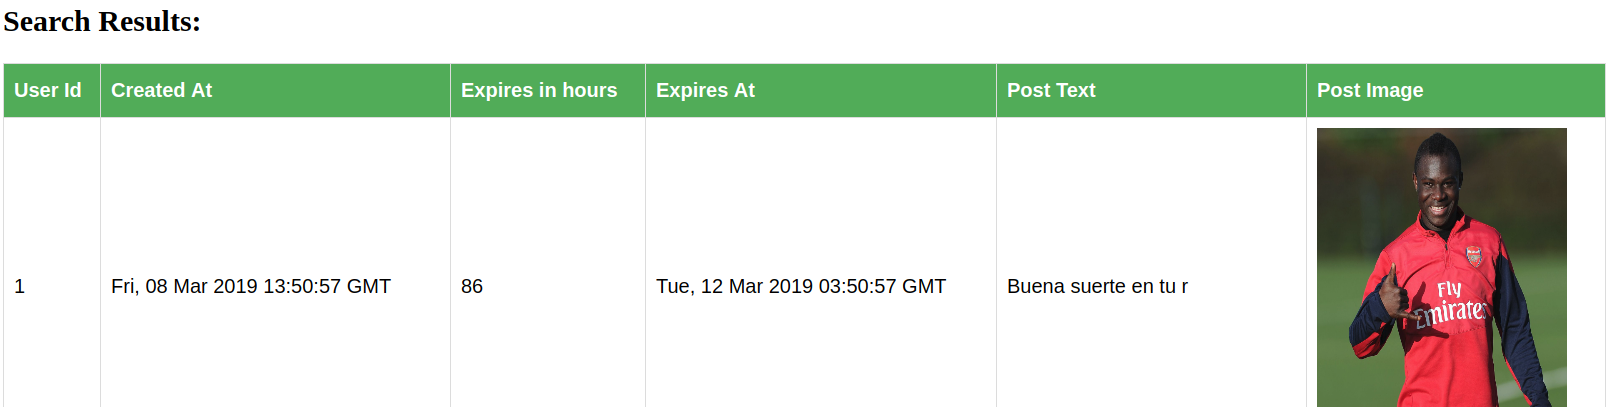 Search Results:
User Id Created At Expires in hours Expires At Post Text Post Image
1 Fri, 08 Mar 2019 13:50:57 GMT 86 Tue, 12 Mar 2019 03:50:57 GMT Buena suerte en tu r
Fly
Emirates